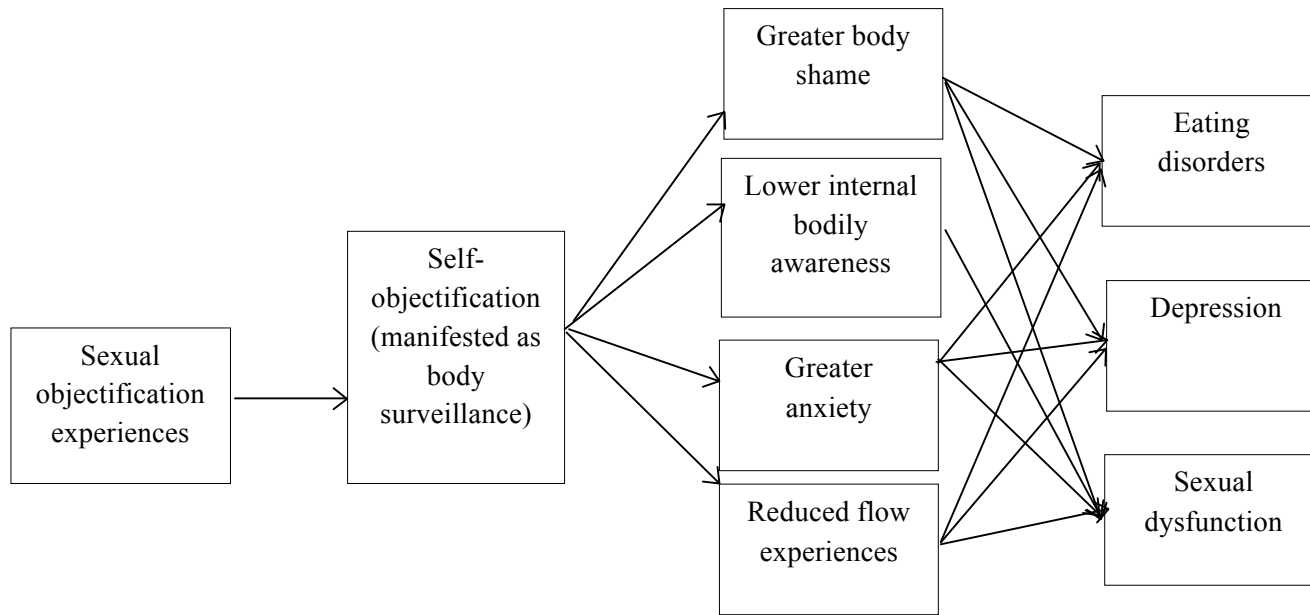 Sexual
objectification
experiences
Self-
objectification
(manifested as
body
surveillance)
Greater body
shame
Lower internal
bodily
awareness
Greater
anxiety
Reduced flow
experiences
Eating
disorders
Depression
Sexual
dysfunction